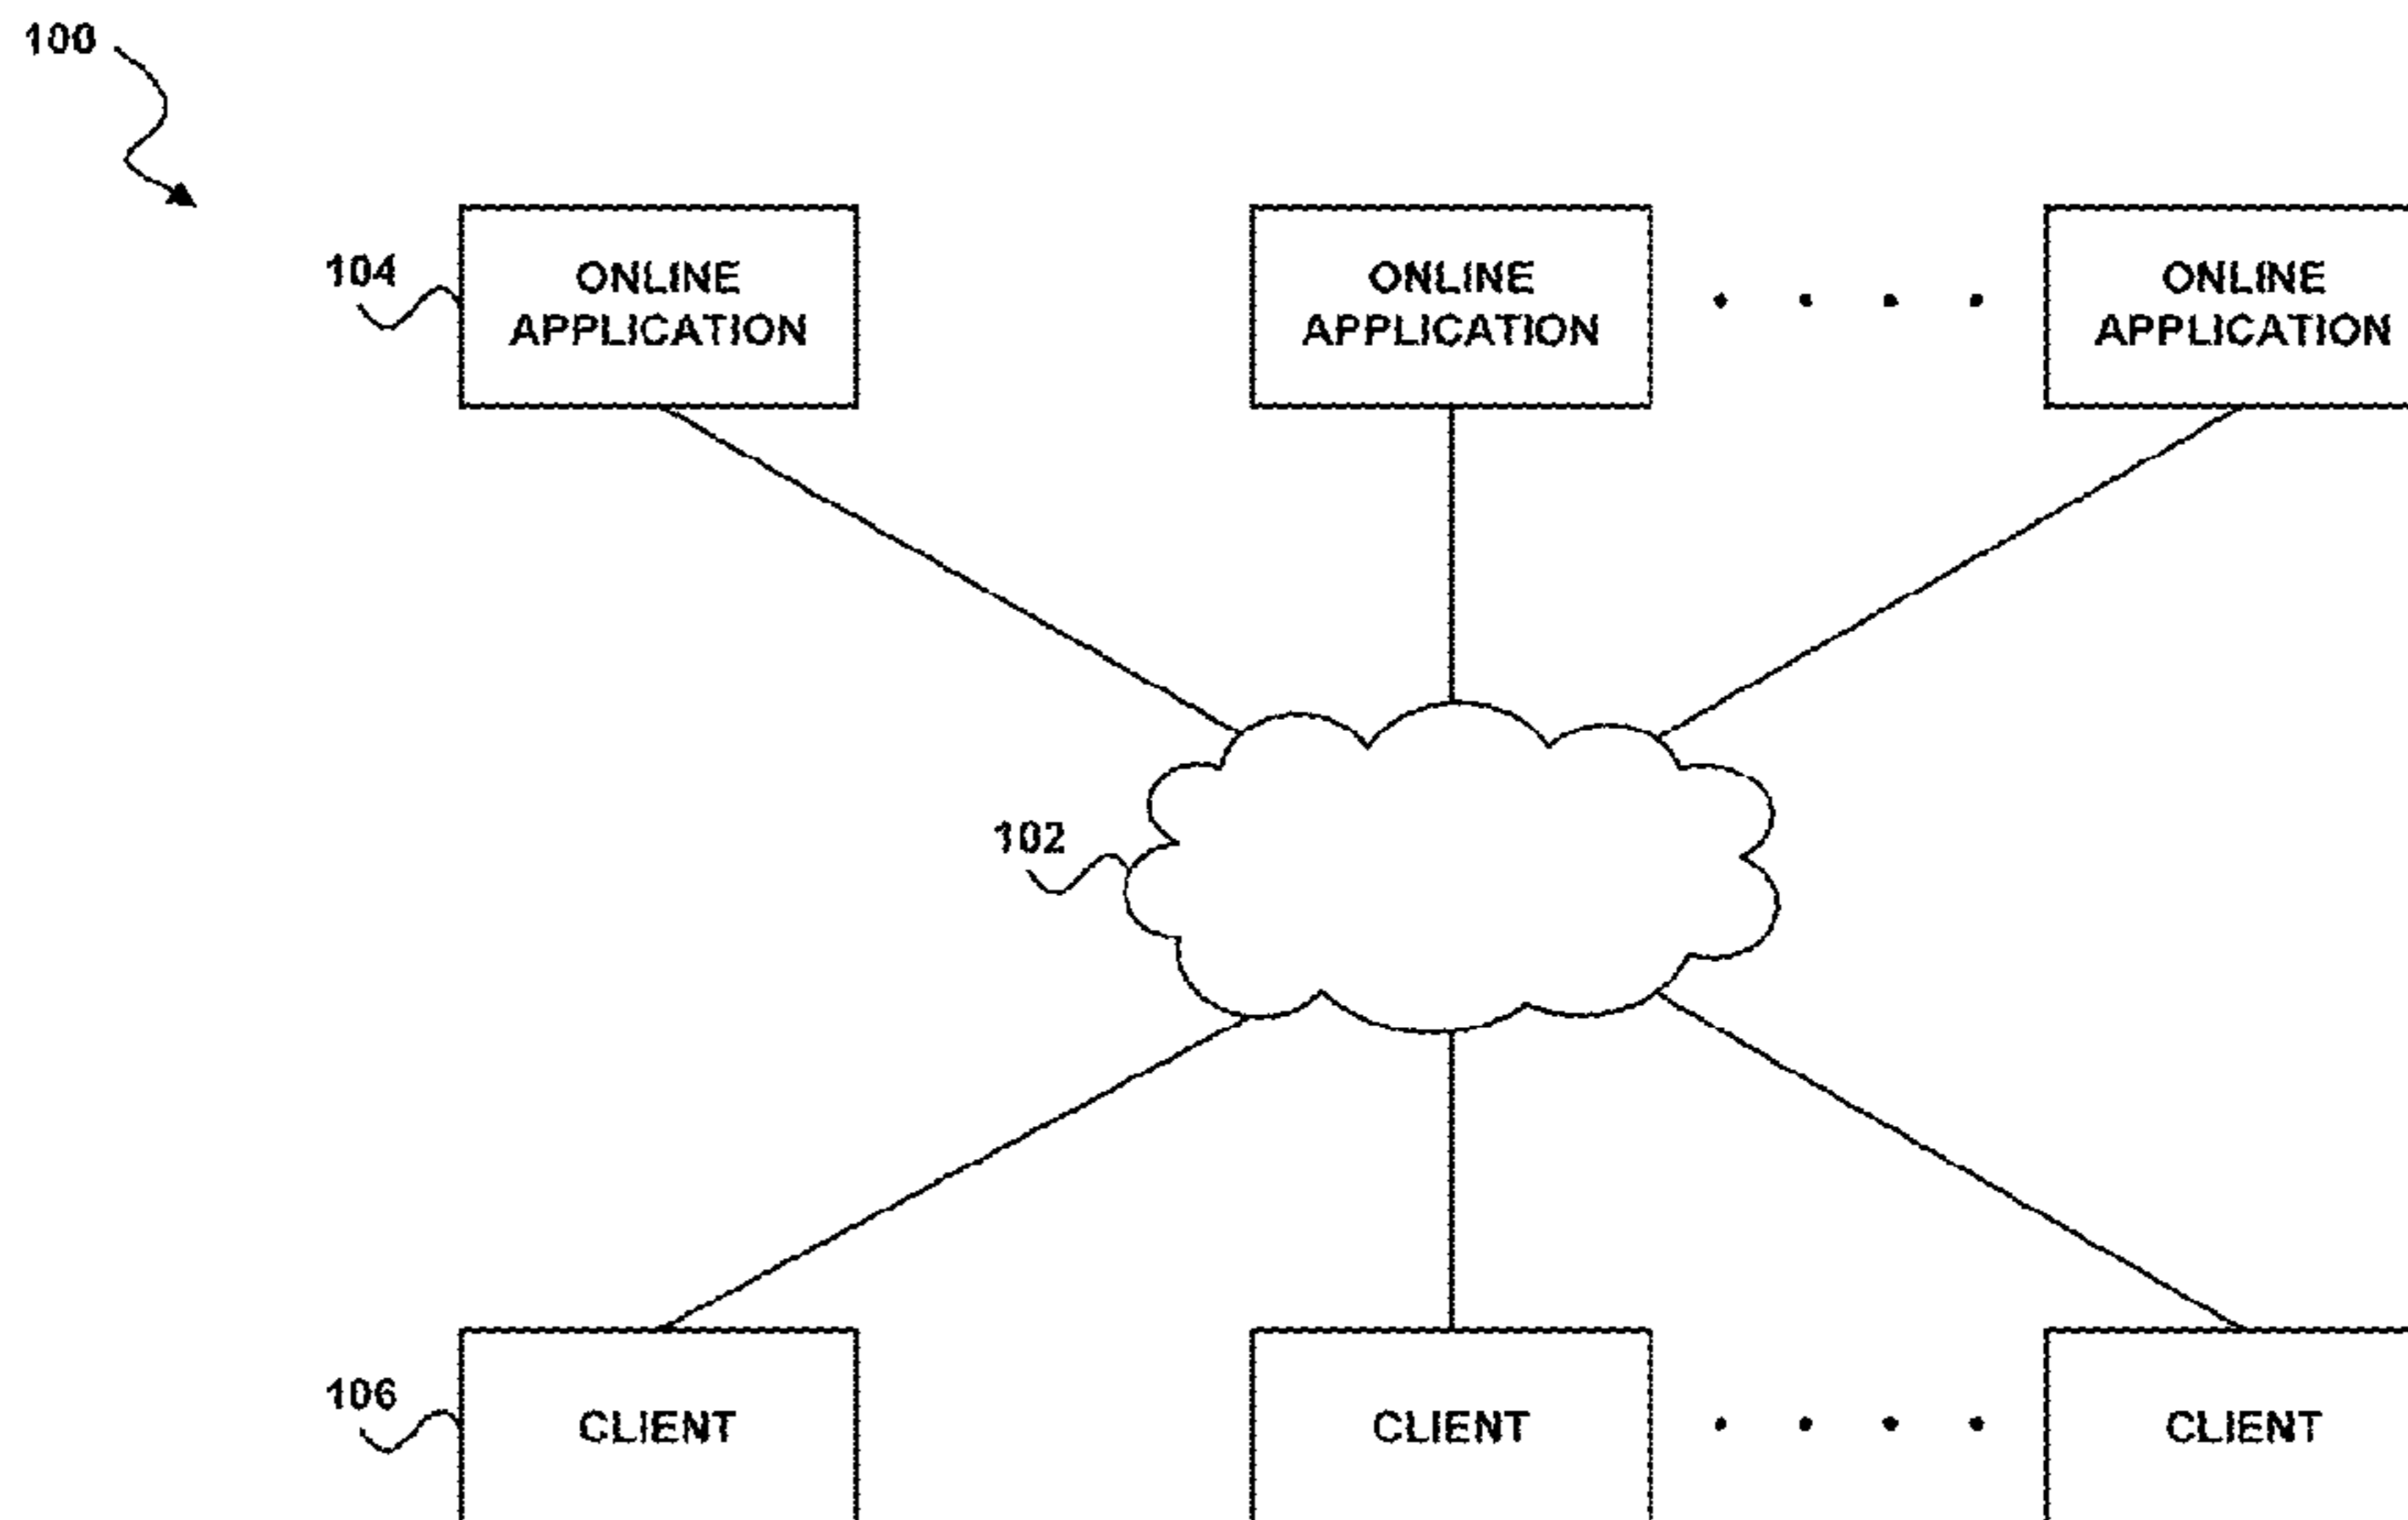 100
104
ONLINE
APPLICATION
ONLINE
APPLICATION
ONLINE
APPLICATION
102
106
CLIENT
CLIENT
CLIENT